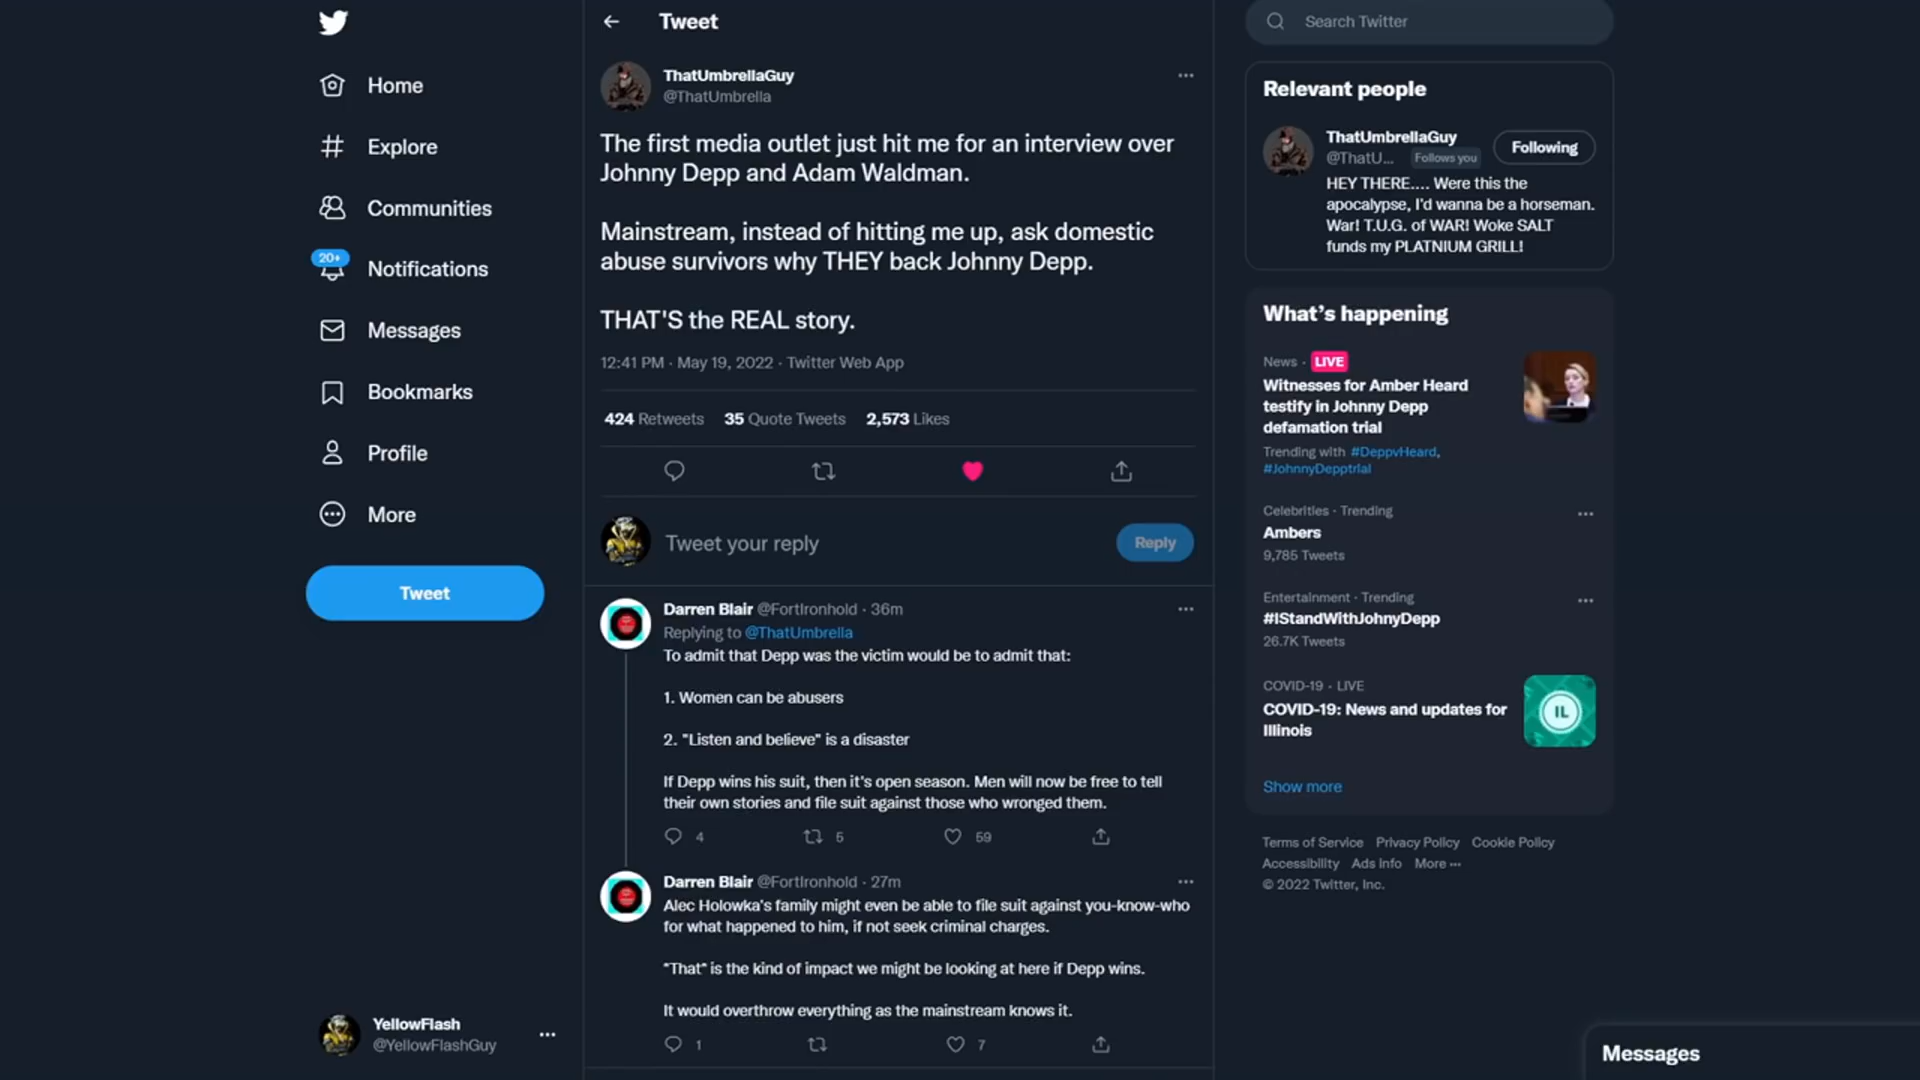 Home
Explore
Communities
20+
Notifications
Messages
Bookmarks
Profile
More
Tweet
YellowFlash
@YellowFlashGuy
Tweet
ThatUmbrellaGuy
@ThatUmbrella
The first media outlet just hit me for an interview over
Johnny Depp and Adam Waldman.
Mainstream, instead of hitting me up, ask domestic
abuse survivors why THEY back Johnny Depp.
THAT'S the REAL story.
12:41 PM · May 19, 2022 · Twitter Web App
424 Retweets 35 Quote Tweets 2,573 Likes
Tweet your reply
Reply
Darren Blair @FortIronhold · 36m
Replying to @ThatUmbrella
To admit that Depp was the victim would be to admit that:
1. Women can be abusers
2. "Listen and believe" is a disaster
If Depp wins his suit, then it's open season. Men will now be free to tell
their own stories and file suit against those who wronged them.
4 5 59
Darren Blair @FortIronhold · 27m
Alec Holowka's family might even be able to file suit against you-know-who
for what happened to him, if not seek criminal charges.
*That* is the kind of impact we might be looking at here if Depp wins.
It would overthrow everything as the mainstream knows it.
1 7
Search Twitter
Relevant people
ThatUmbrellaGuy
@ThatU... Follows you
Following
HEY THERE.... Were this the
apocalypse, I'd wanna be a horseman.
War! T.U.G. of WAR! Woke SALT
funds my PLATNIUM GRILL!
What's happening
News · LIVE
Witnesses for Amber Heard
testify in Johnny Depp
defamation trial
Trending with #DeppvHeard,
#JohnnyDepptrial
Celebrities · Trending
Ambers
9,785 Tweets
Entertainment · Trending
#IStandWithJohnyDepp
26.7K Tweets
COVID-19 · LIVE
COVID-19: News and updates for
Illinois
IL
Show more
Terms of Service Privacy Policy Cookie Policy
Accessibility Ads info More ···
© 2022 Twitter, Inc.
Messages